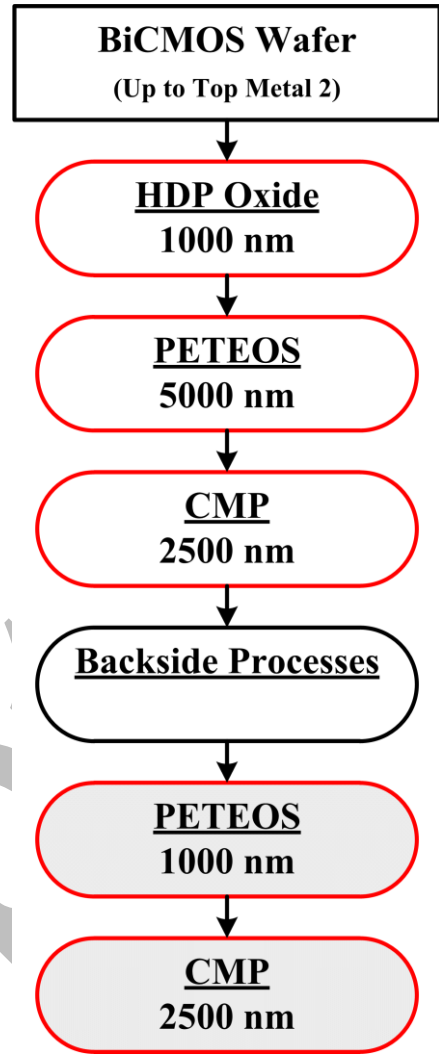 BiCMOS Wafer
(Up to Top Metal 2)
HDP Oxide
1000 nm
PETEOS
5000 nm
CMP
2500 nm
Backside Processes
PETEOS
1000 nm
CMP
2500 nm